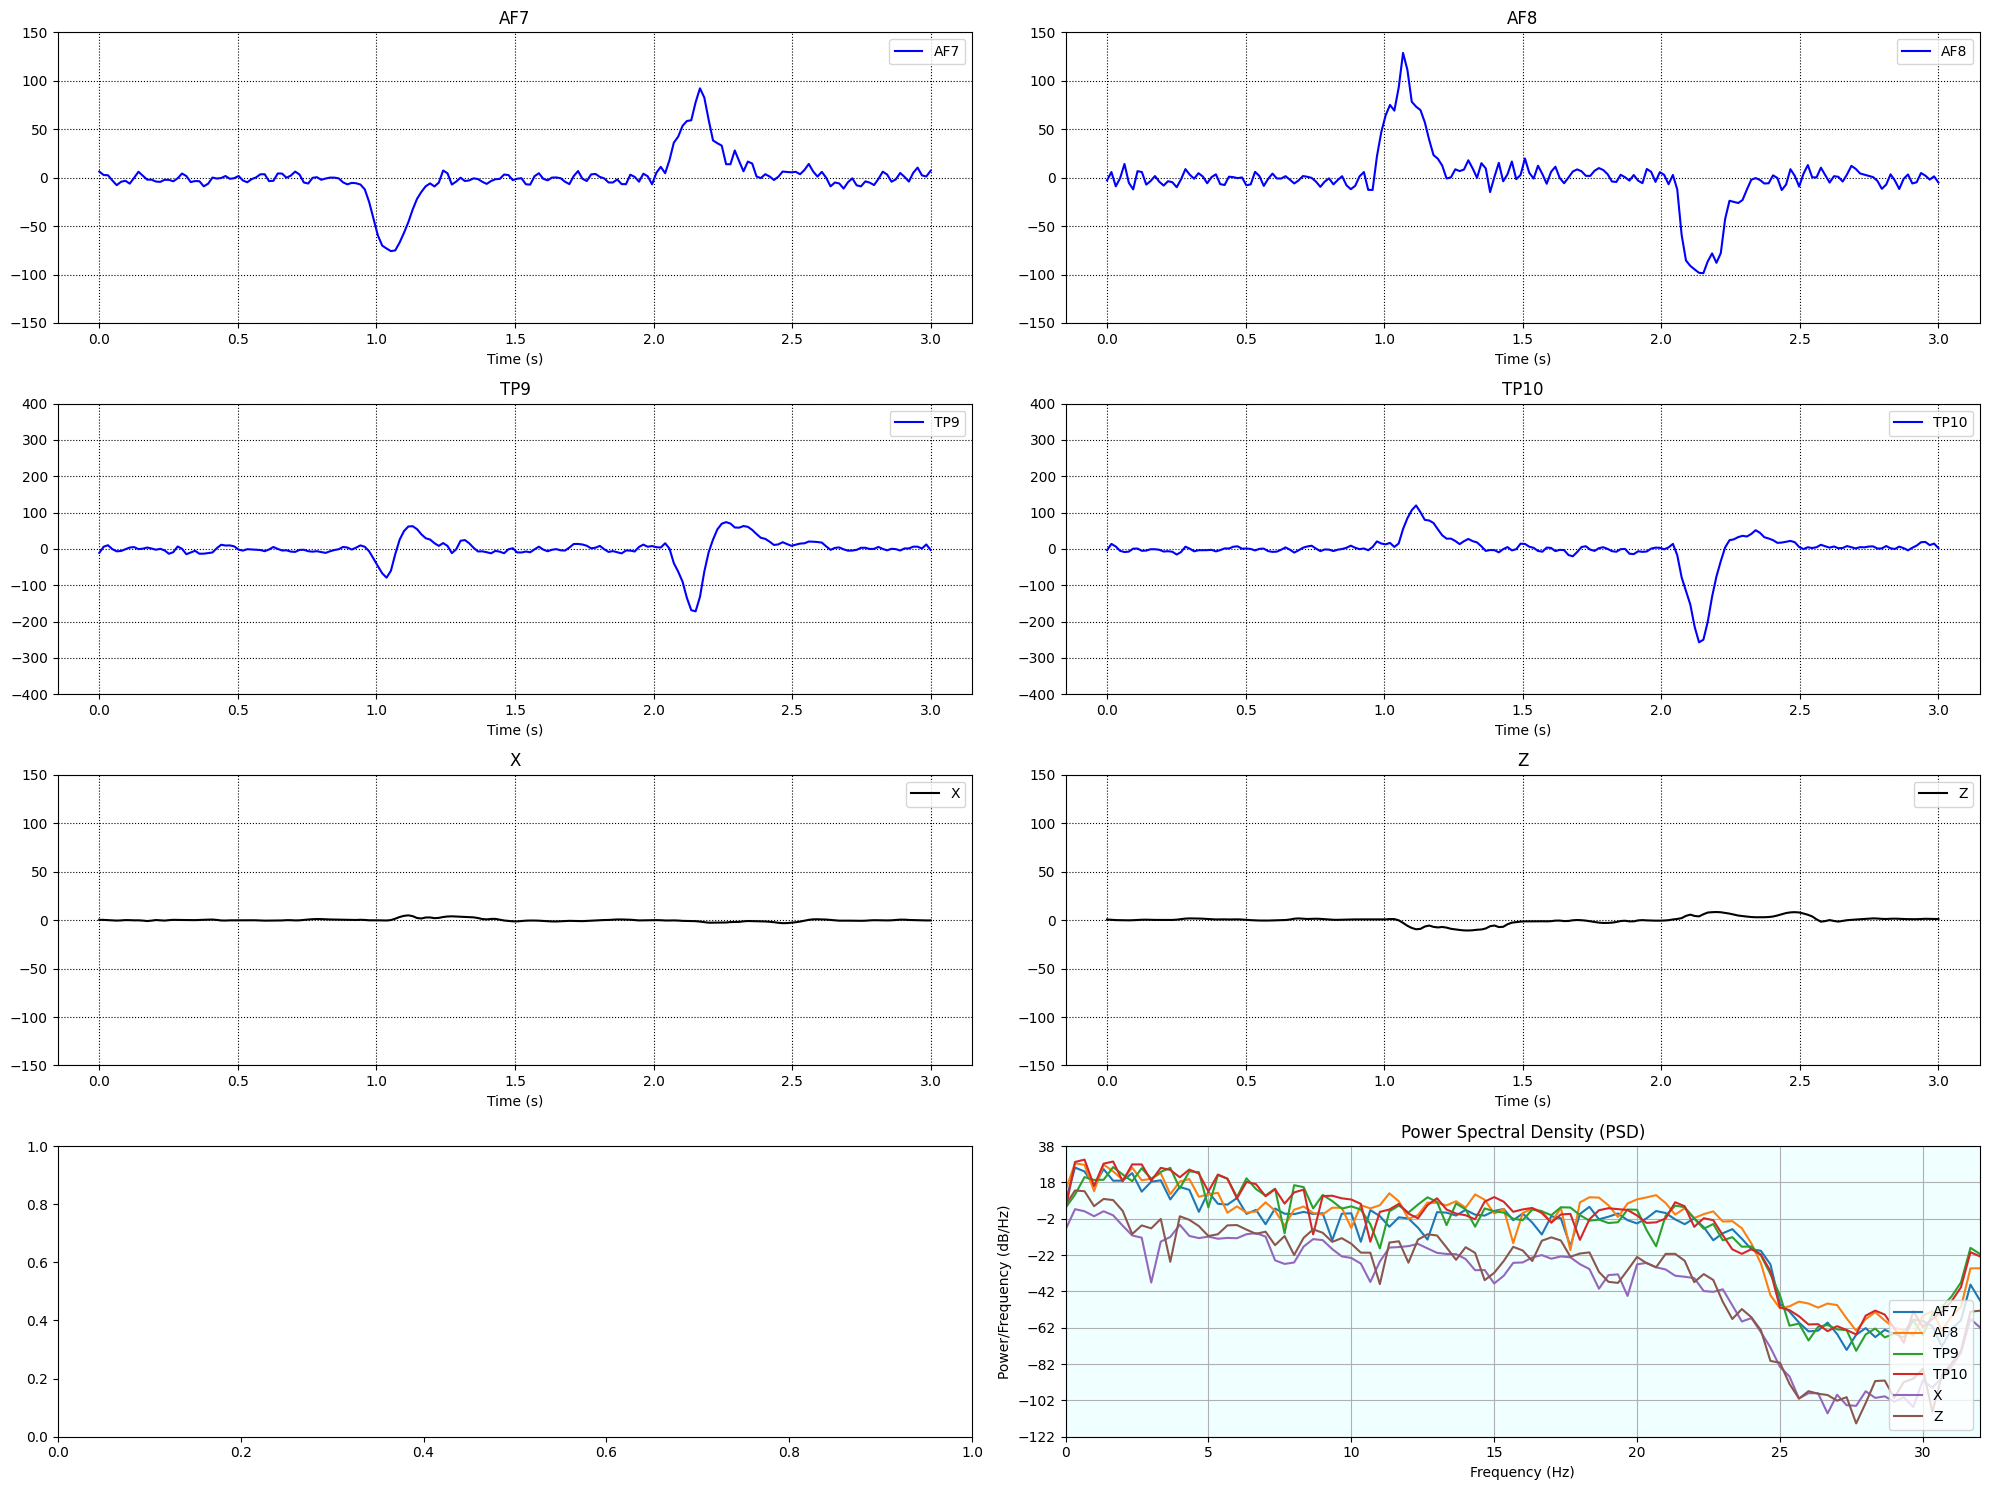 AF7
150
100
50
0
−50
−100
−150
0.0 0.5 1.0 1.5 2.0 2.5 3.0
Time (s)
AF7
AF8
150
100
50
0
−50
−100
−150
0.0 0.5 1.0 1.5 2.0 2.5 3.0
Time (s)
AF8
TP9
400
300
200
100
0
−100
−200
−300
−400
0.0 0.5 1.0 1.5 2.0 2.5 3.0
Time (s)
TP9
TP10
400
300
200
100
0
−100
−200
−300
−400
0.0 0.5 1.0 1.5 2.0 2.5 3.0
Time (s)
TP10
X
150
100
50
0
−50
−100
−150
0.0 0.5 1.0 1.5 2.0 2.5 3.0
Time (s)
X
Z
150
100
50
0
−50
−100
−150
0.0 0.5 1.0 1.5 2.0 2.5 3.0
Time (s)
Z
1.0
0.8
0.6
0.4
0.2
0.0
0.0 0.2 0.4 0.6 0.8 1.0
Power Spectral Density (PSD)
Power/Frequency (dB/Hz)
38
18
−2
−22
−42
−62
−82
−102
−122
0 5 10 15 20 25 30
Frequency (Hz)
AF7
AF8
TP9
TP10
X
Z